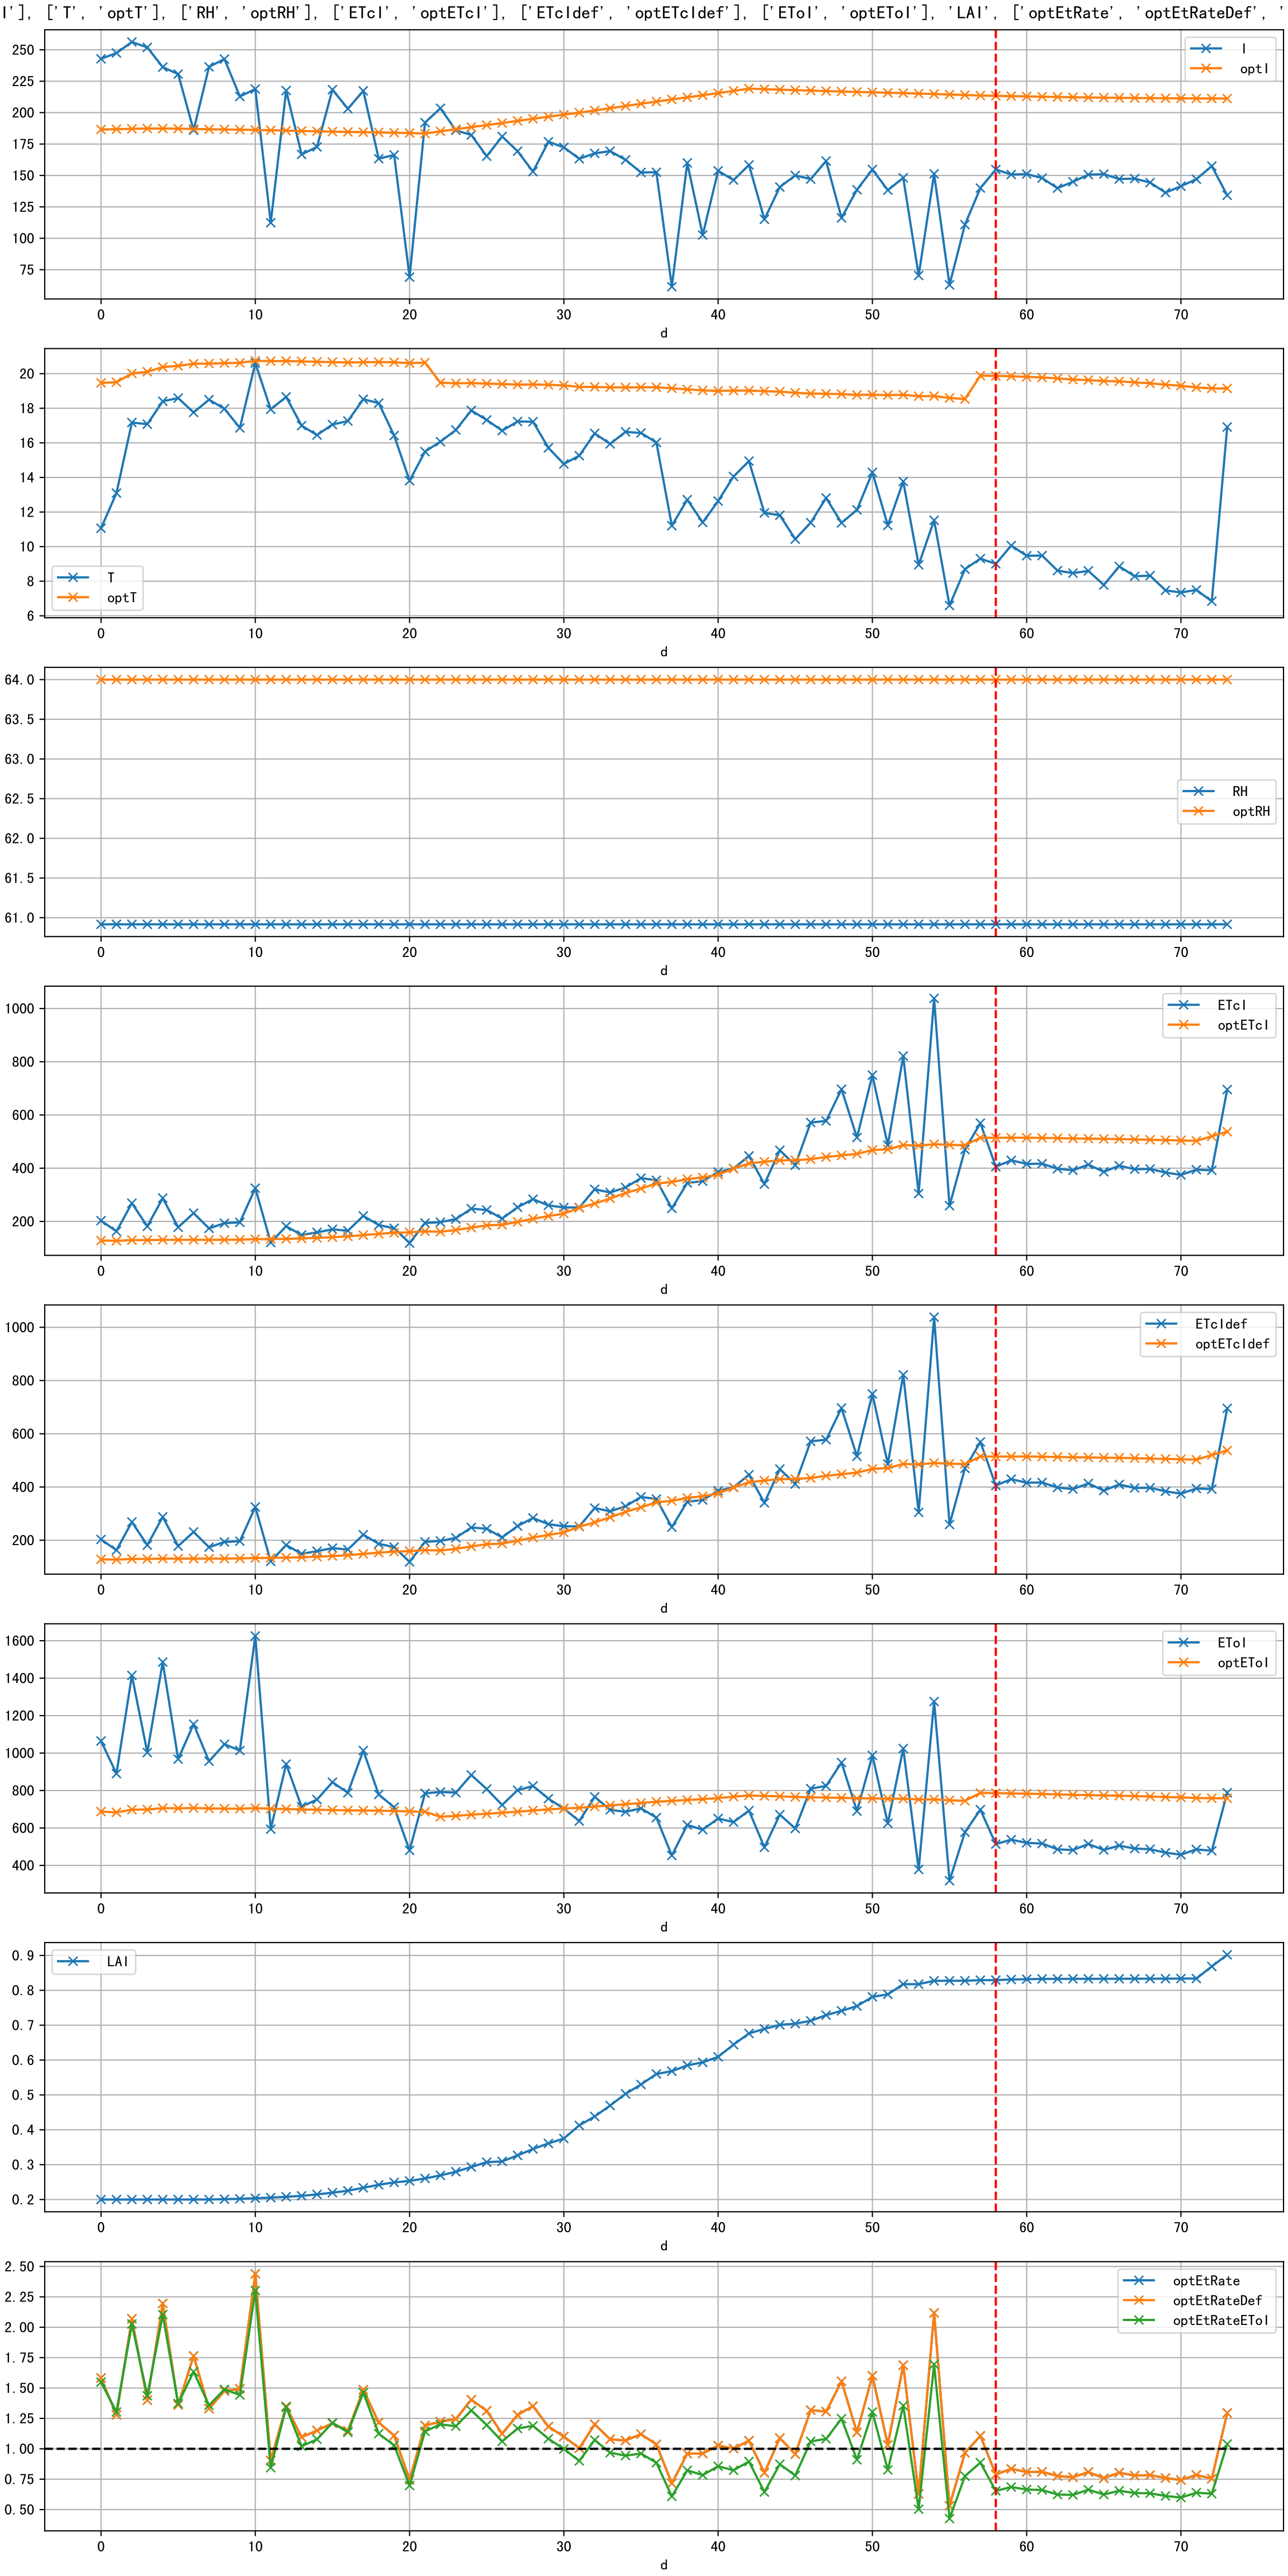 I'], ['T', 'optT'], ['RH', 'optRH'], ['ETcI', 'optETcI'], ['ETcIdef', 'optETcIdef'], ['EToI', 'optEToI'], 'LAI', ['optEtRate', 'optEtRateDef', '
250
225
200
175
150
125
100
75
I
optI
0 10 20 30 40 50 60 70
d
20
18
16
14
12
10
8
6
T
optT
0 10 20 30 40 50 60 70
d
64.0
63.5
63.0
62.5
62.0
61.5
61.0
RH
optRH
0 10 20 30 40 50 60 70
d
1000
800
600
400
200
ETcI
optETcI
0 10 20 30 40 50 60 70
d
1000
800
600
400
200
ETcIdef
optETcIdef
0 10 20 30 40 50 60 70
d
1600
1400
1200
1000
800
600
400
EToI
optEToI
0 10 20 30 40 50 60 70
d
0.9
0.8
0.7
0.6
0.5
0.4
0.3
0.2
LAI
0 10 20 30 40 50 60 70
d
2.50
2.25
2.00
1.75
1.50
1.25
1.00
0.75
0.50
optEtRate
optEtRateDef
optEtRateEToI
0 10 20 30 40 50 60 70
d